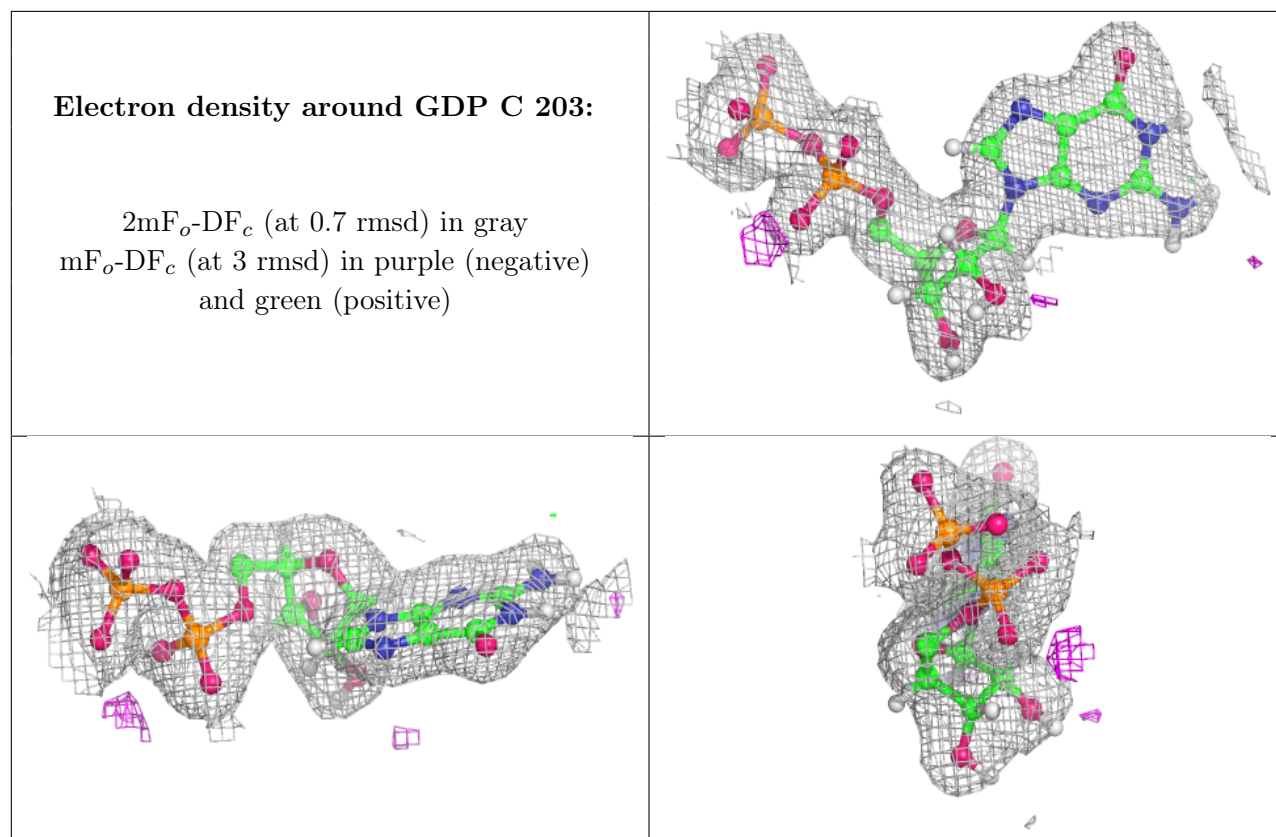 Electron density around GDP C 203:
2mFₒ-DF𝒸 (at 0.7 rmsd) in gray
mFₒ-DF𝒸 (at 3 rmsd) in purple (negative)
and green (positive)